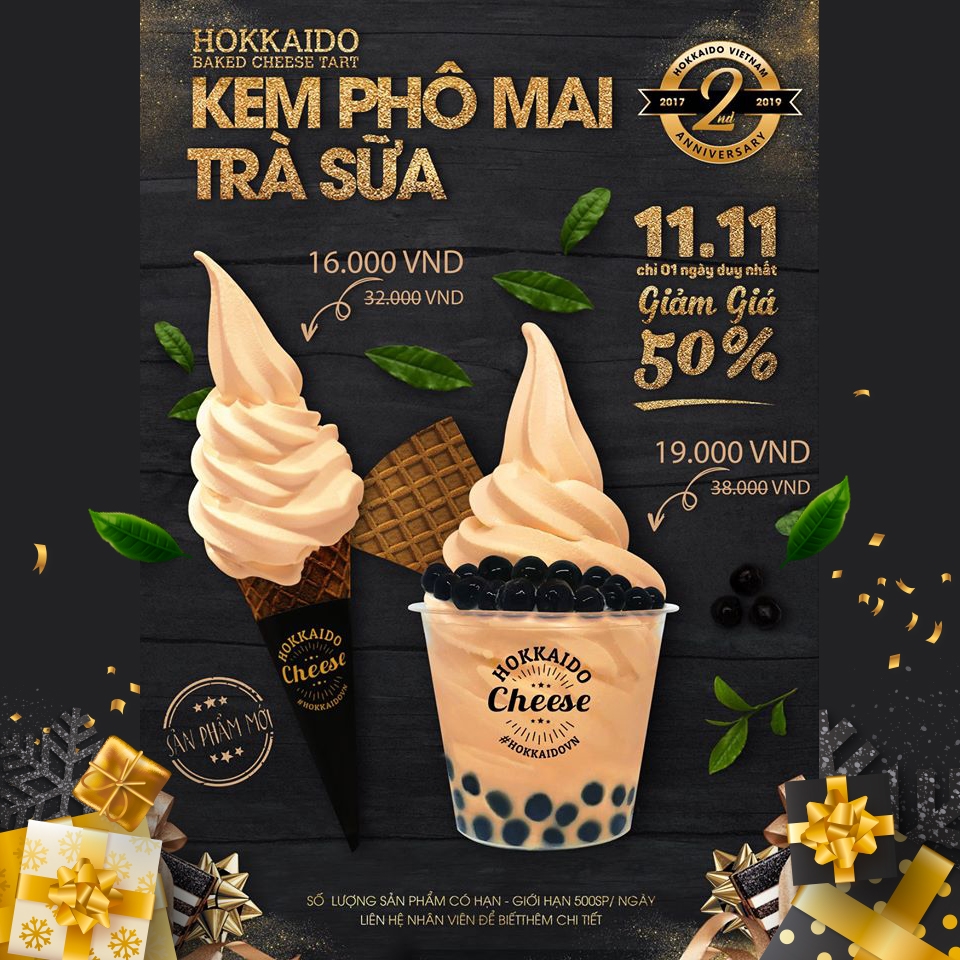 HOKKAIDO
BAKED CHEESE TART
KEM PHÔ MAI
TRÀ SỮA
HOKKAIDO VIETNAM
2017 2nd 2019
ANNIVERSARY
11.11
chỉ 01 ngày duy nhất
Giảm Giá
50%
16.000 VND
32.000 VND
19.000 VND
38.000 VND
HOKKAIDO
Cheese
#HOKKAIDOVN
HOKKAIDO
Cheese
#HOKKAIDOVN
SẢN PHẨM MỚI
SỐ LƯỢNG SẢN PHẨM CÓ HẠN - GIỚI HẠN 500SP/ NGÀY
LIÊN HỆ NHÂN VIÊN ĐỂ BIẾTTHÊM CHI TIẾT